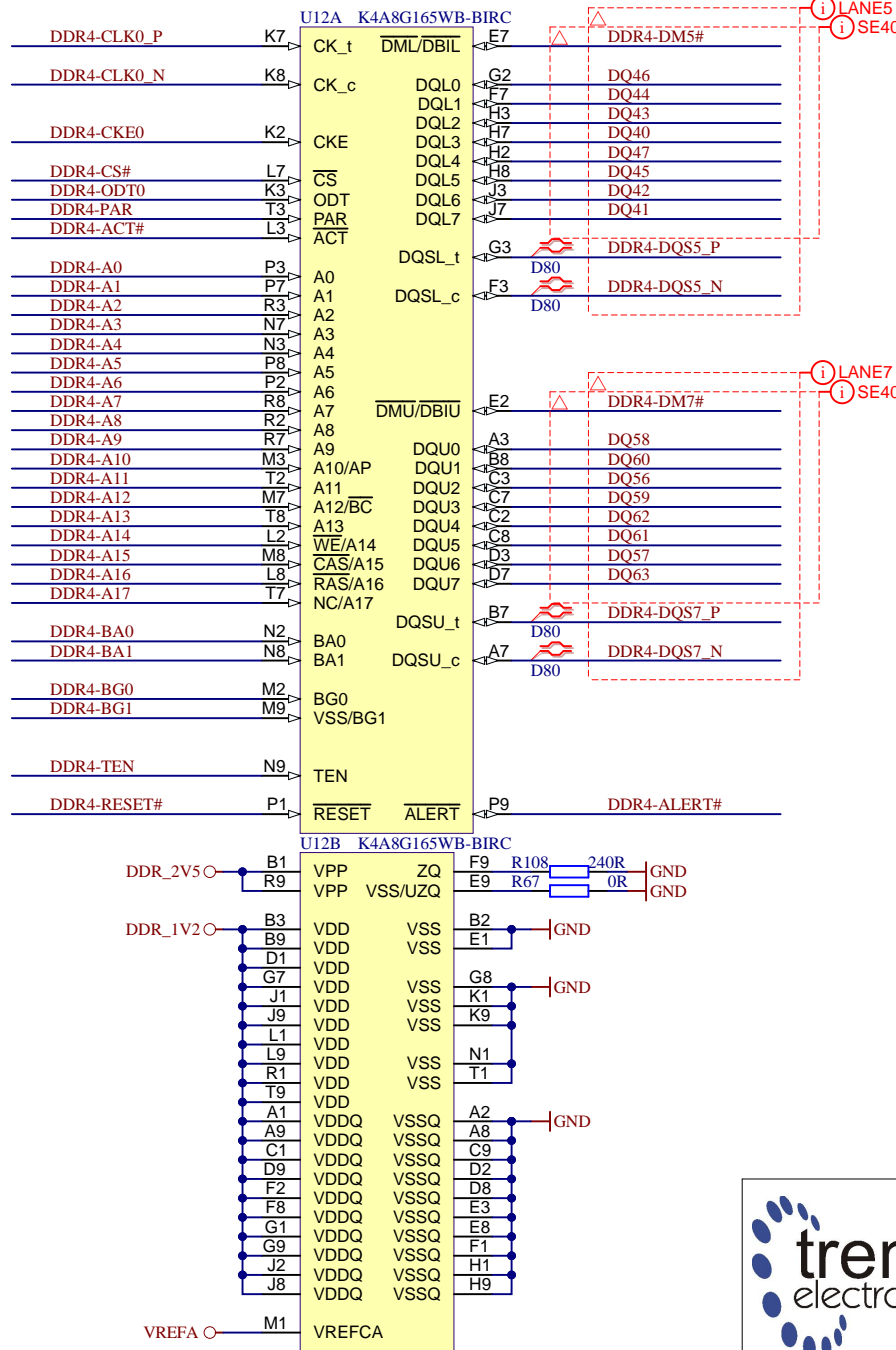 U12A K4A8G165WB-BIRC
LANE5
SE40
DDR4-CLK0_P K7 CK_t DML/DBIL E7 DDR4-DM5#
DDR4-CLK0_N K8 CK_c DQL0 G2 DQ46
DQL1 F7 DQ44
DQL2 H3 DQ43
DDR4-CKE0 K2 CKE DQL3 H7 DQ40
DQL4 H2 DQ47
DDR4-CS# L7 CS DQL5 H8 DQ45
DDR4-ODT0 K3 ODT DQL6 J3 DQ42
DDR4-PAR T3 PAR DQL7 J7 DQ41
DDR4-ACT# L3 ACT
DQSL_t G3 D80 DDR4-DQS5_P
DDR4-A0 P3 A0
DDR4-A1 P7 A1 DQSL_c F3 D80 DDR4-DQS5_N
DDR4-A2 R3 A2
DDR4-A3 N7 A3
DDR4-A4 N3 A4
DDR4-A5 P8 A5
LANE7
DDR4-A6 P2 A6
SE40
DDR4-A7 R8 A7 DMU/DBIU E2 DDR4-DM7#
DDR4-A8 R2 A8
DDR4-A9 R7 A9 DQU0 A3 DQ58
DDR4-A10 M3 A10/AP DQU1 B8 DQ60
DDR4-A11 T2 A11 DQU2 C3 DQ56
DDR4-A12 M7 A12/BC DQU3 C7 DQ59
DDR4-A13 T8 A13 DQU4 C2 DQ62
DDR4-A14 L2 WE/A14 DQU5 C8 DQ61
DDR4-A15 M8 CAS/A15 DQU6 D3 DQ57
DDR4-A16 L8 RAS/A16 DQU7 D7 DQ63
DDR4-A17 T7 NC/A17
DQSU_t B7 D80 DDR4-DQS7_P
DDR4-BA0 N2 BA0
DDR4-BA1 N8 BA1 DQSU_c A7 D80 DDR4-DQS7_N
DDR4-BG0 M2 BG0
DDR4-BG1 M9 VSS/BG1
DDR4-TEN N9 TEN
DDR4-RESET# P1 RESET ALERT P9 DDR4-ALERT#
U12B K4A8G165WB-BIRC
DDR_2V5 B1 VPP ZQ F9 R108 240R GND
R9 VPP VSS/UZQ E9 R67 0R GND
DDR_1V2 B3 VDD VSS B2 GND
B9 VDD VSS E1
D1 VDD
G7 VDD VSS G8 GND
J1 VDD VSS K1
J9 VDD VSS K9
L1 VDD
L9 VDD VSS N1
R1 VDD VSS T1
T9 VDD
A1 VDDQ VSSQ A2 GND
A9 VDDQ VSSQ A8
C1 VDDQ VSSQ C9
D9 VDDQ VSSQ D2
F2 VDDQ VSSQ D8
F8 VDDQ VSSQ E3
G1 VDDQ VSSQ E8
G9 VDDQ VSSQ F1
J2 VDDQ VSSQ H1
J8 VDDQ VSSQ H9
VREFA M1 VREFCA
tren
electro